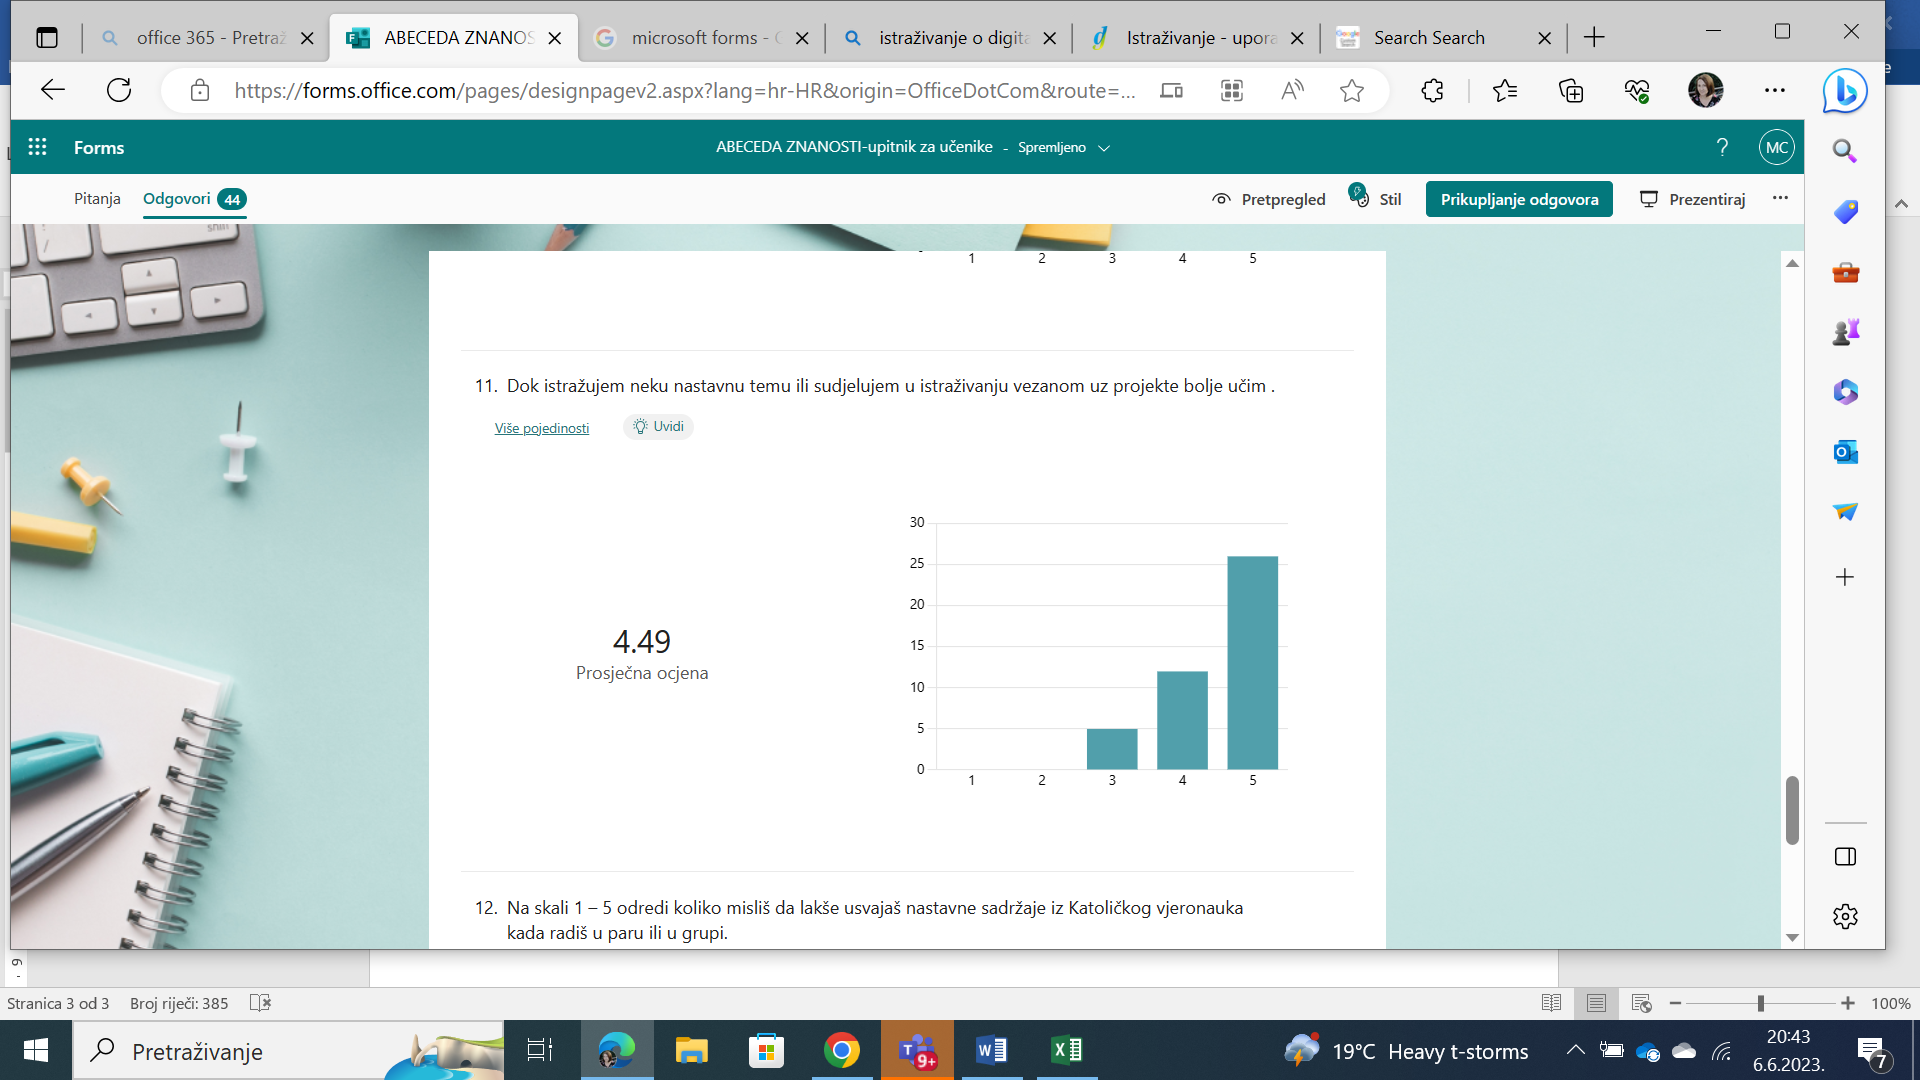 office 365 - Pretraž
ABECEDA ZNANOS
microsoft forms -
istraživanje o digita
Istraživanje - upora
Search Search
https://forms.office.com/pages/designpagev2.aspx?lang=hr-HR&origin=OfficeDotCom&route=...
Forms
ABECEDA ZNANOSTI-upitnik za učenike - Spremljeno
? MC
Pitanja
Odgovori 44
Pretpregled
Stil
Prikupljanje odgovora
Prezentiraj
1 2 3 4 5
11. Dok istražujem neku nastavnu temu ili sudjelujem u istraživanju vezanom uz projekte bolje učim .
Više pojedinosti
Uvidi
4.49
Prosječna ocjena
30
25
20
15
10
5
0
1 2 3 4 5
12. Na skali 1 – 5 odredi koliko misliš da lakše usvajaš nastavne sadržaje iz Katoličkog vjeronauka
kada radiš u paru ili u grupi.
Stranica 3 od 3
Broj riječi: 385
100%
Pretraživanje
9+
19°C Heavy t-storms
20:43
6.6.2023.
7